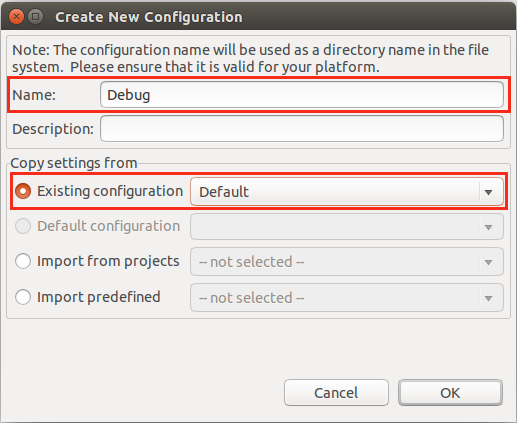 Create New Configuration
Note: The configuration name will be used as a directory name in the file
system.  Please ensure that it is valid for your platform.
Name: Debug
Description:
Copy settings from
Existing configuration Default
Default configuration
Import from projects -- not selected --
Import predefined -- not selected --
Cancel OK